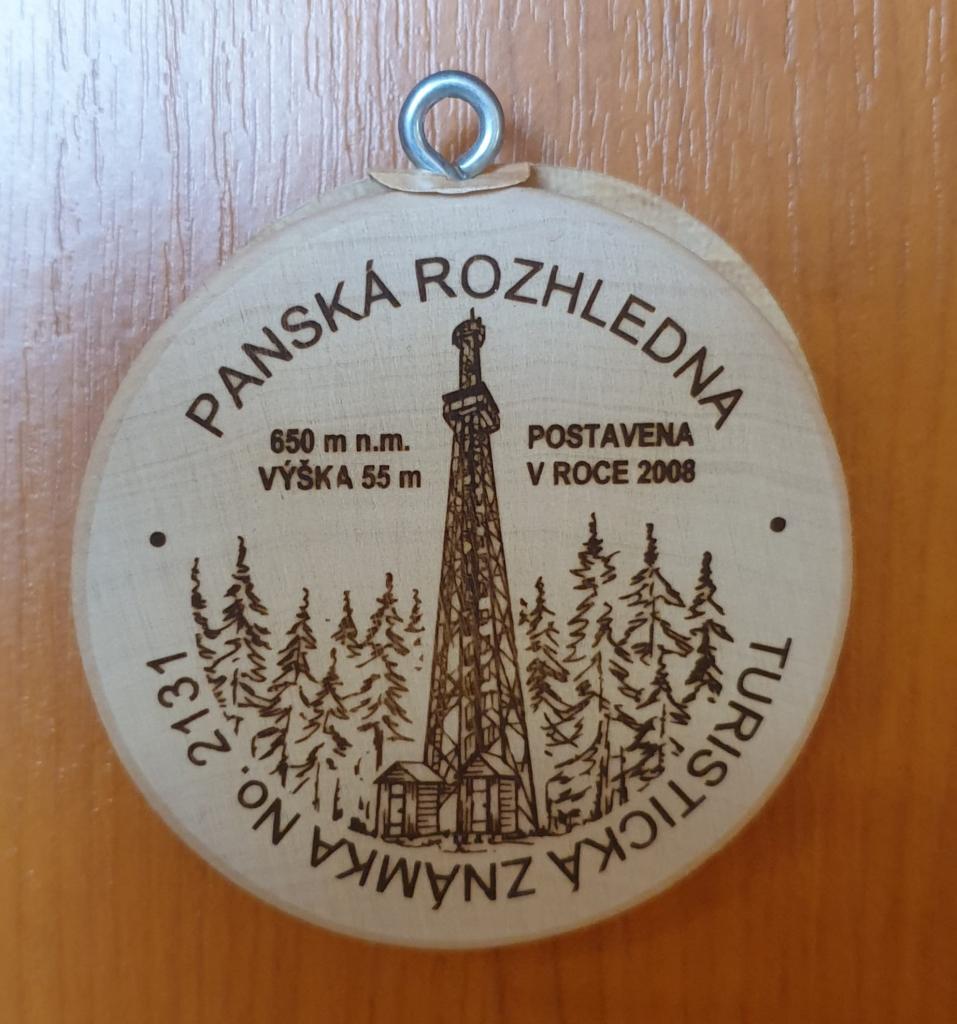 PANSKÁ ROZHLEDNA
650 m n.m.
VÝŠKA 55 m
POSTAVENA
V ROCE 2008
TURISTICKÁ ZNÁMKA No. 2131